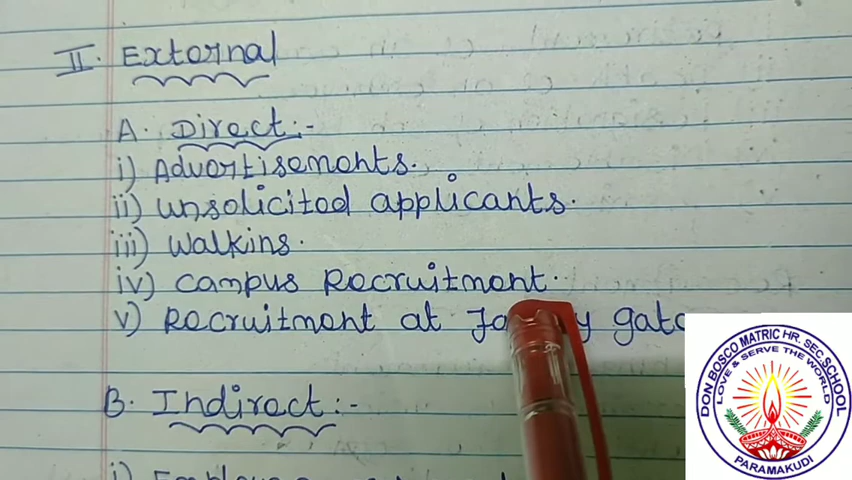 II. External
A. Direct:-
i) Advertisements.
ii) unsolicited applicants.
iii) Walkins.
iv) Campus Recruitment.
v) Recruitment at
B. Indirect:-
i)
DON BOSCO MATRIC HR. SEC. SCHOOL
LOVE & SERVE THE WORLD
PARAMAKUDI